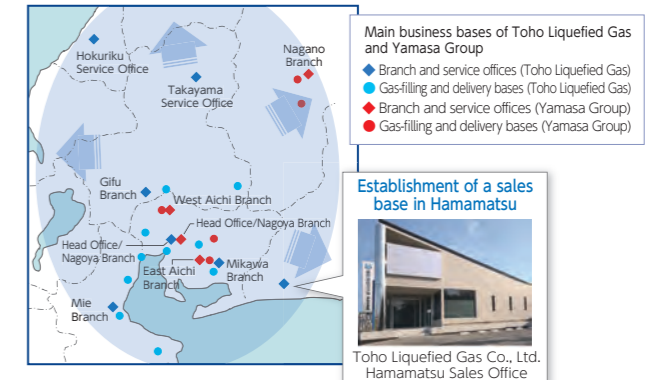 Hokuriku
Service Office
Takayama
Service Office
Nagano
Branch
Gifu
Branch
West Aichi Branch
Head Office/Nagoya Branch
Head Office/
Nagoya Branch
East Aichi
Branch
Mikawa
Branch
Mie
Branch
Main business bases of Toho Liquefied Gas
and Yamasa Group
Branch and service offices (Toho Liquefied Gas)
Gas-filling and delivery bases (Toho Liquefied Gas)
Branch and service offices (Yamasa Group)
Gas-filling and delivery bases (Yamasa Group)
Establishment of a sales
base in Hamamatsu
Toho Liquefied Gas Co., Ltd.
Hamamatsu Sales Office